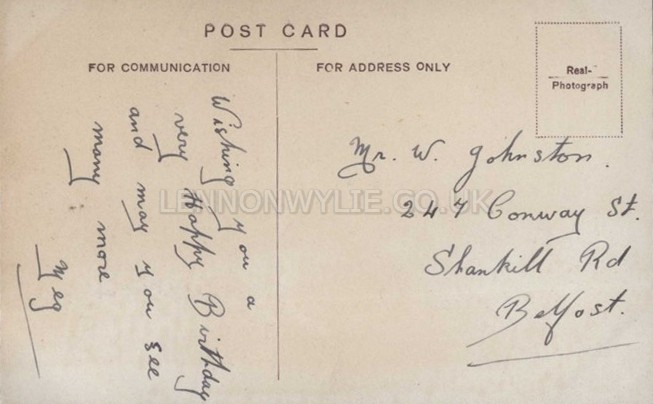 POST CARD
FOR COMMUNICATION
FOR ADDRESS ONLY
Real-
Photograph
Wishing you a
very Happy Birthday
and may you see
many more
Meg
Mr. W. Johnston.
247 Conway St.
Shankill Rd
Belfast.
LENNONWYLIE.CO.UK